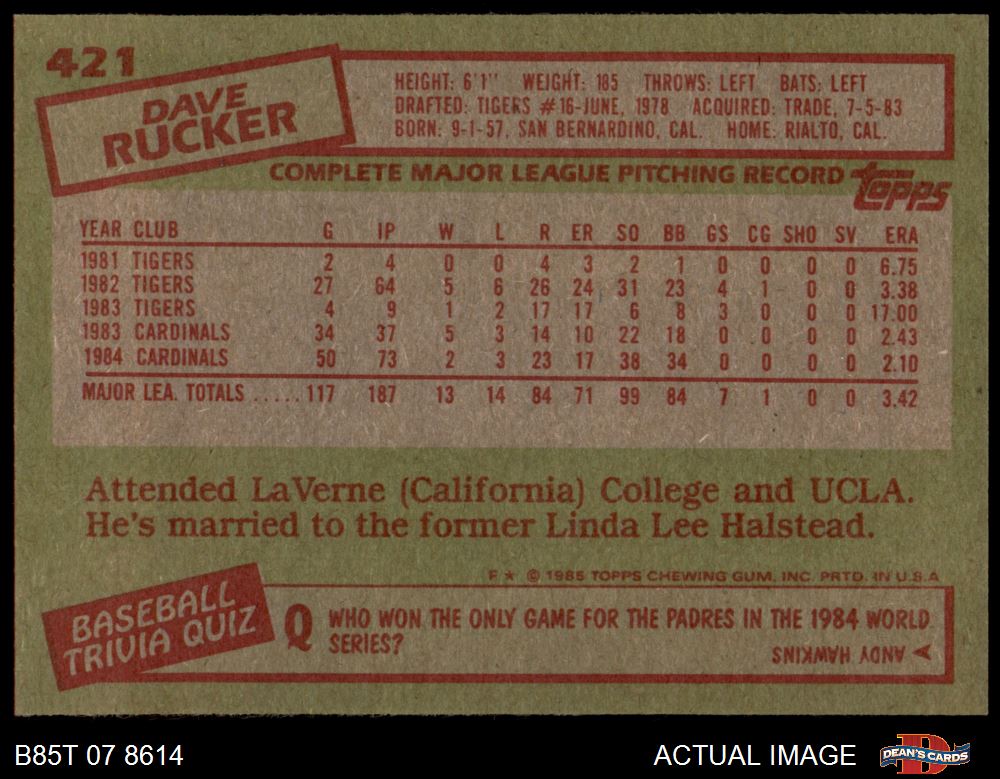 421
DAVE
RUCKER
HEIGHT: 6'1" WEIGHT: 185 THROWS: LEFT BATS: LEFT
DRAFTED: TIGERS #16-JUNE, 1978 ACQUIRED: TRADE, 7-5-83
BORN: 9-1-57, SAN BERNARDINO, CAL. HOME: RIALTO, CAL.
COMPLETE MAJOR LEAGUE PITCHING RECORD topps
YEAR CLUB G IP W L R ER SO BB GS CG SHO SV ERA
1981 TIGERS 2 4 0 0 4 3 2 1 0 0 0 0 6.75
1982 TIGERS 27 64 5 6 26 24 31 23 4 1 0 0 3.38
1983 TIGERS 4 9 1 2 17 17 6 8 3 0 0 0 17.00
1983 CARDINALS 34 37 5 3 14 10 22 18 0 0 0 0 2.43
1984 CARDINALS 50 73 2 3 23 17 38 34 0 0 0 0 2.10
MAJOR LEA. TOTALS .....117 187 13 14 84 71 99 84 7 1 0 0 3.42
Attended LaVerne (California) College and UCLA.
He's married to the former Linda Lee Halstead.
F★ © 1985 TOPPS CHEWING GUM, INC. PRTD. IN U.S.A
BASEBALL
TRIVIA QUIZ
Q WHO WON THE ONLY GAME FOR THE PADRES IN THE 1984 WORLD
SERIES?
A ANDY HAWKINS
B85T 07 8614
ACTUAL IMAGE
D
DEAN'S CARDS